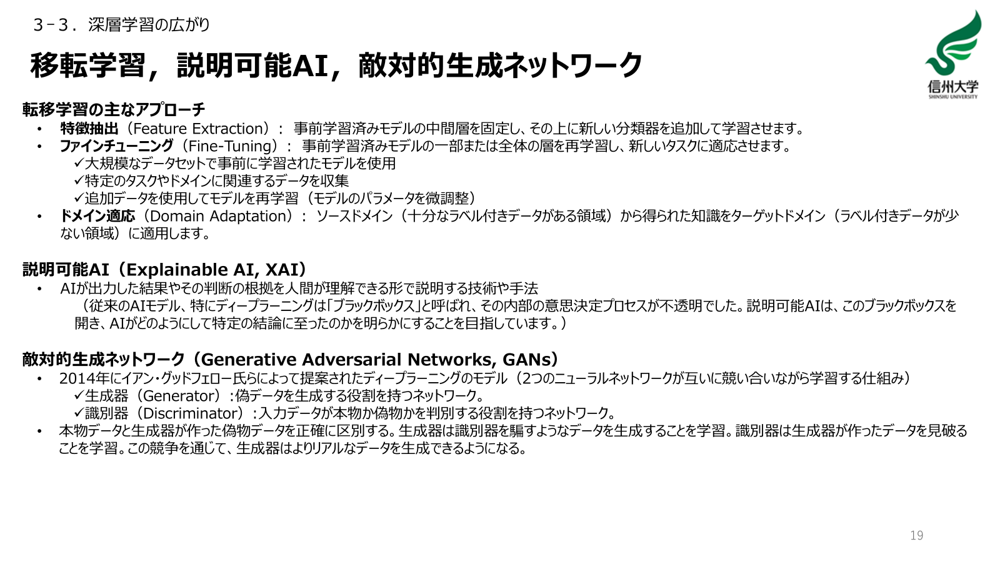 ３−３．深層学習の広がり
移転学習，説明可能AI，敵対的生成ネットワーク
信州大学
SHINSHU UNIVERSITY
転移学習の主なアプローチ
• 特徴抽出（Feature Extraction）: 事前学習済みモデルの中間層を固定し、その上に新しい分類器を追加して学習させます。
• ファインチューニング（Fine-Tuning）: 事前学習済みモデルの一部または全体の層を再学習し、新しいタスクに適応させます。
✓大規模なデータセットで事前に学習されたモデルを使用
✓特定のタスクやドメインに関連するデータを収集
✓追加データを使用してモデルを再学習（モデルのパラメータを微調整）
• ドメイン適応（Domain Adaptation）: ソースドメイン（十分なラベル付きデータがある領域）から得られた知識をターゲットドメイン（ラベル付きデータが少
ない領域）に適用します。
説明可能AI（Explainable AI, XAI）
• AIが出力した結果やその判断の根拠を人間が理解できる形で説明する技術や手法
（従来のAIモデル、特にディープラーニングは「ブラックボックス」と呼ばれ、その内部の意思決定プロセスが不透明でした。説明可能AIは、このブラックボックスを
開き、AIがどのようにして特定の結論に至ったのかを明らかにすることを目指しています。）
敵対的生成ネットワーク（Generative Adversarial Networks, GANs）
• 2014年にイアン・グッドフェロー氏らによって提案されたディープラーニングのモデル（2つのニューラルネットワークが互いに競い合いながら学習する仕組み）
✓生成器（Generator）:偽データを生成する役割を持つネットワーク。
✓識別器（Discriminator）:入力データが本物か偽物かを判別する役割を持つネットワーク。
• 本物データと生成器が作った偽物データを正確に区別する。生成器は識別器を騙すようなデータを生成することを学習。識別器は生成器が作ったデータを見破る
ことを学習。この競争を通じて、生成器はよりリアルなデータを生成できるようになる。
19